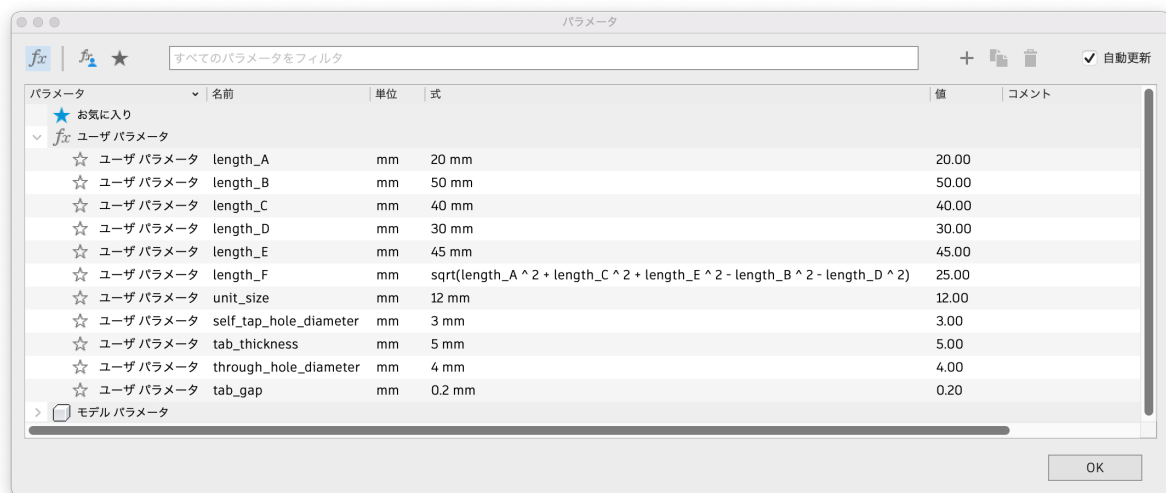 パラメータ
fx fx すべてのパラメータをフィルタ 自動更新
パラメータ 名前 単位 式 値 コメント
お気に入り
fx ユーザ パラメータ
ユーザ パラメータ length_A mm 20 mm 20.00
ユーザ パラメータ length_B mm 50 mm 50.00
ユーザ パラメータ length_C mm 40 mm 40.00
ユーザ パラメータ length_D mm 30 mm 30.00
ユーザ パラメータ length_E mm 45 mm 45.00
ユーザ パラメータ length_F mm sqrt(length_A ^ 2 + length_C ^ 2 + length_E ^ 2 - length_B ^ 2 - length_D ^ 2) 25.00
ユーザ パラメータ unit_size mm 12 mm 12.00
ユーザ パラメータ self_tap_hole_diameter mm 3 mm 3.00
ユーザ パラメータ tab_thickness mm 5 mm 5.00
ユーザ パラメータ through_hole_diameter mm 4 mm 4.00
ユーザ パラメータ tab_gap mm 0.2 mm 0.20
モデル パラメータ
OK